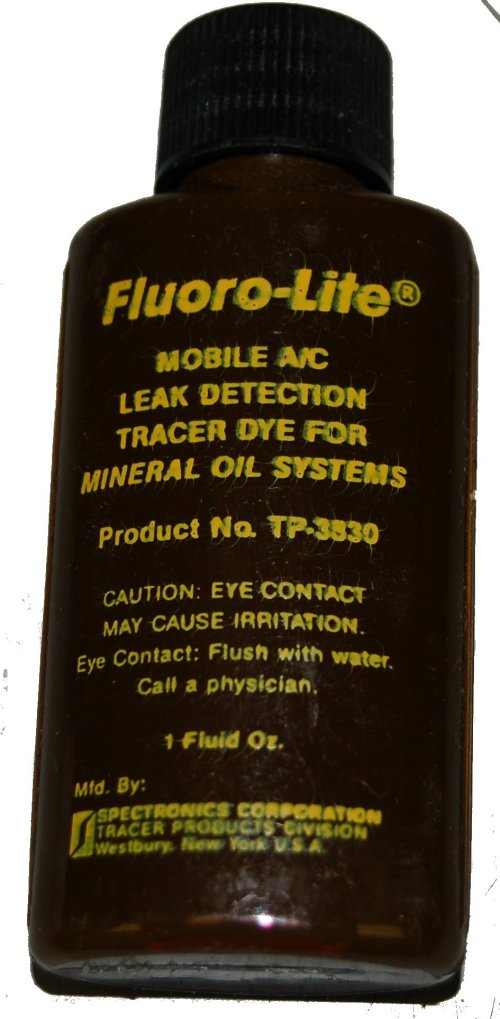 Fluoro-Lite®
MOBILE A/C
LEAK DETECTION
TRACER DYE FOR
MINERAL OIL SYSTEMS
Product No. TP-3830
CAUTION: EYE CONTACT
MAY CAUSE IRRITATION.
Eye Contact: Flush with water.
Call a physician.
1 Fluid Oz.
Mfd. By:
SPECTRONICS CORPORATION
TRACER PRODUCTS DIVISION
Westbury, New York U.S.A.